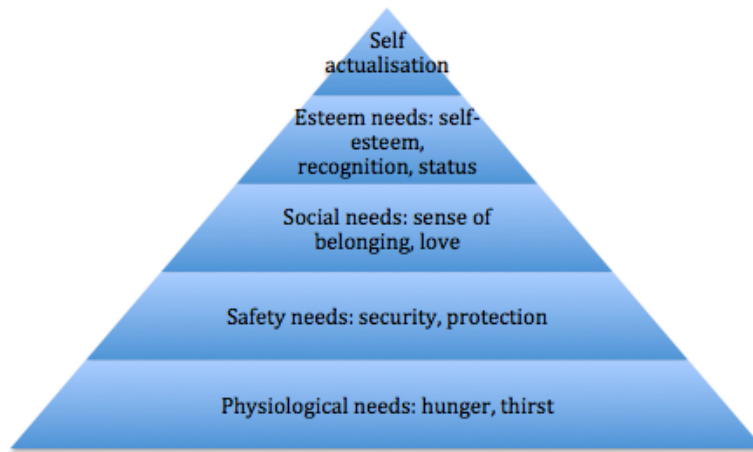 Self
actualisation
Esteem needs: self-
esteem,
recognition, status
Social needs: sense of
belonging, love
Safety needs: security, protection
Physiological needs: hunger, thirst